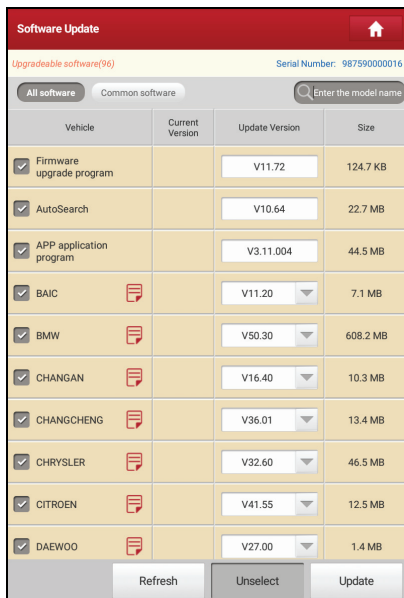 Software Update
Upgradeable software(96) Serial Number: 987590000016
All software Common software Enter the model name
Vehicle Current Version Update Version Size
Firmware upgrade program V11.72 124.7 KB
AutoSearch V10.64 22.7 MB
APP application program V3.11.004 44.5 MB
BAIC V11.20 7.1 MB
BMW V50.30 608.2 MB
CHANGAN V16.40 10.3 MB
CHANGCHENG V36.01 13.4 MB
CHRYSLER V32.60 46.5 MB
CITROEN V41.55 12.5 MB
DAEWOO V27.00 1.4 MB
Refresh Unselect Update